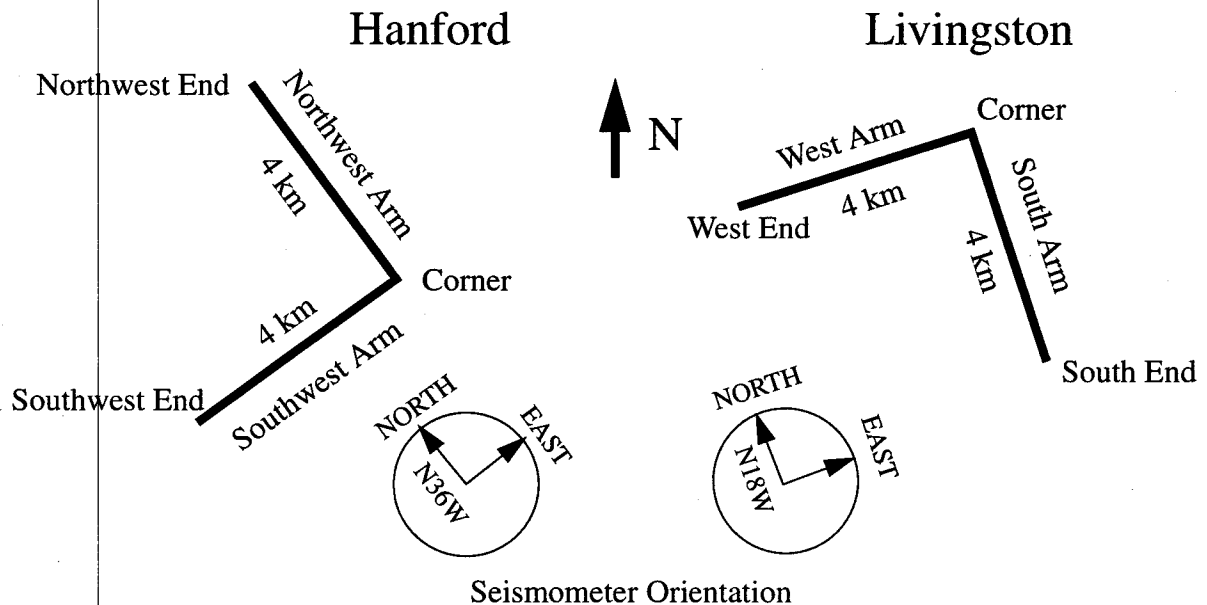 Hanford
Northwest End
Northwest Arm
4 km
Corner
4 km
Southwest Arm
Southwest End
N
Livingston
Corner
West Arm
4 km
West End
South Arm
4 km
South End
NORTH
EAST
N36W
NORTH
EAST
N18W
Seismometer Orientation